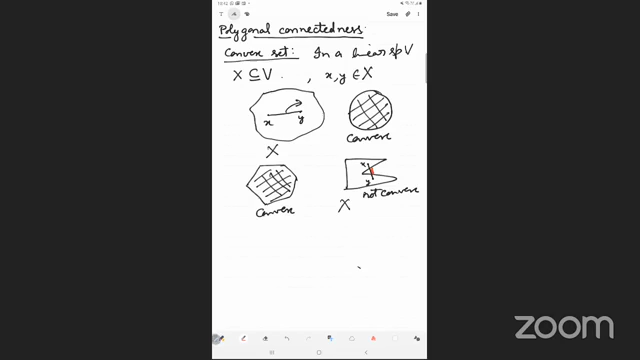 Save
Polygonal connectedness:
Convex set: In a linear sp V
X ⊆ V , x, y ∈ X
x y
X
Convex
Convex
x
y
not convex
X
zoom